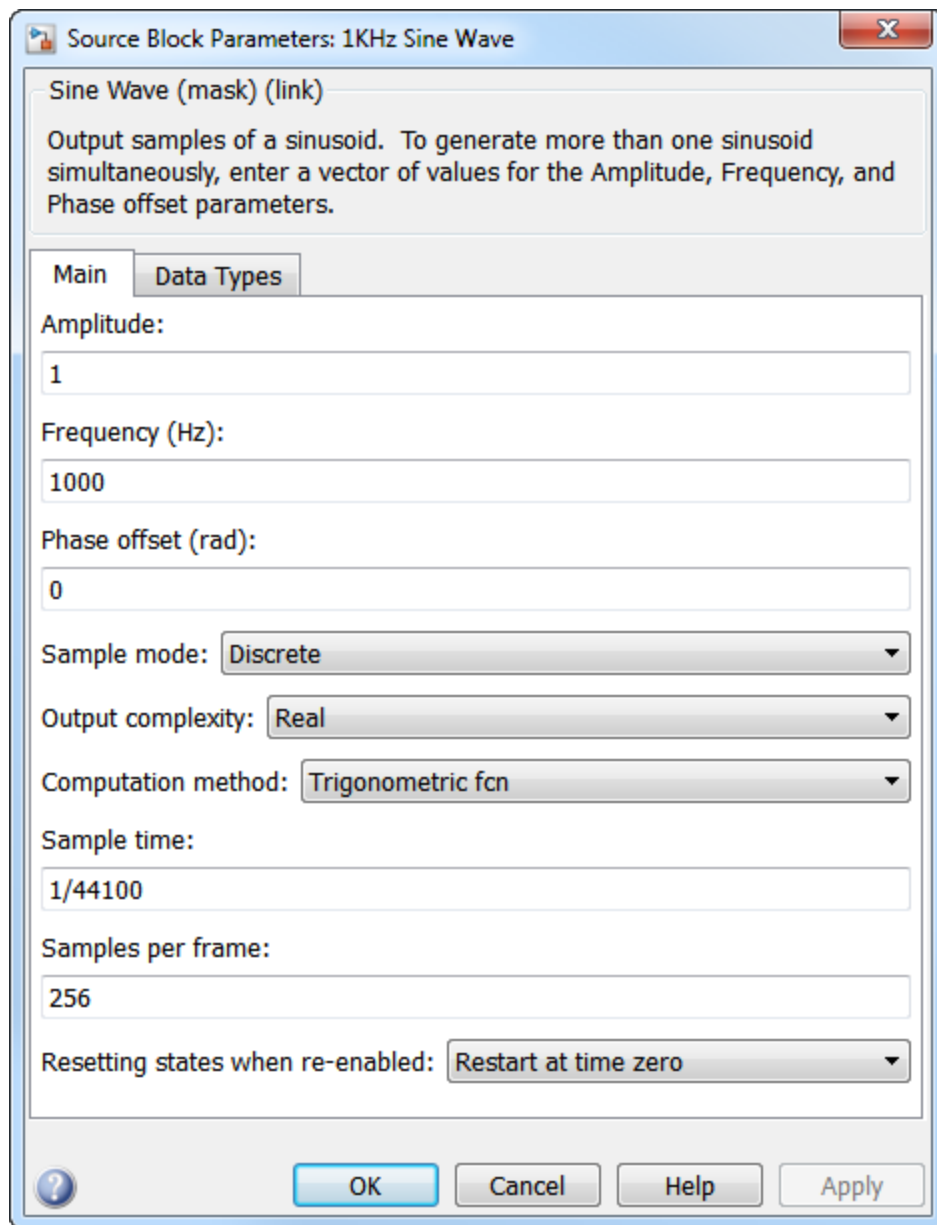 Source Block Parameters: 1KHz Sine Wave
Sine Wave (mask) (link)
Output samples of a sinusoid.  To generate more than one sinusoid
simultaneously, enter a vector of values for the Amplitude, Frequency, and
Phase offset parameters.
Main
Data Types
Amplitude:
1
Frequency (Hz):
1000
Phase offset (rad):
0
Sample mode: Discrete
Output complexity: Real
Computation method: Trigonometric fcn
Sample time:
1/44100
Samples per frame:
256
Resetting states when re-enabled: Restart at time zero
? OK Cancel Help Apply